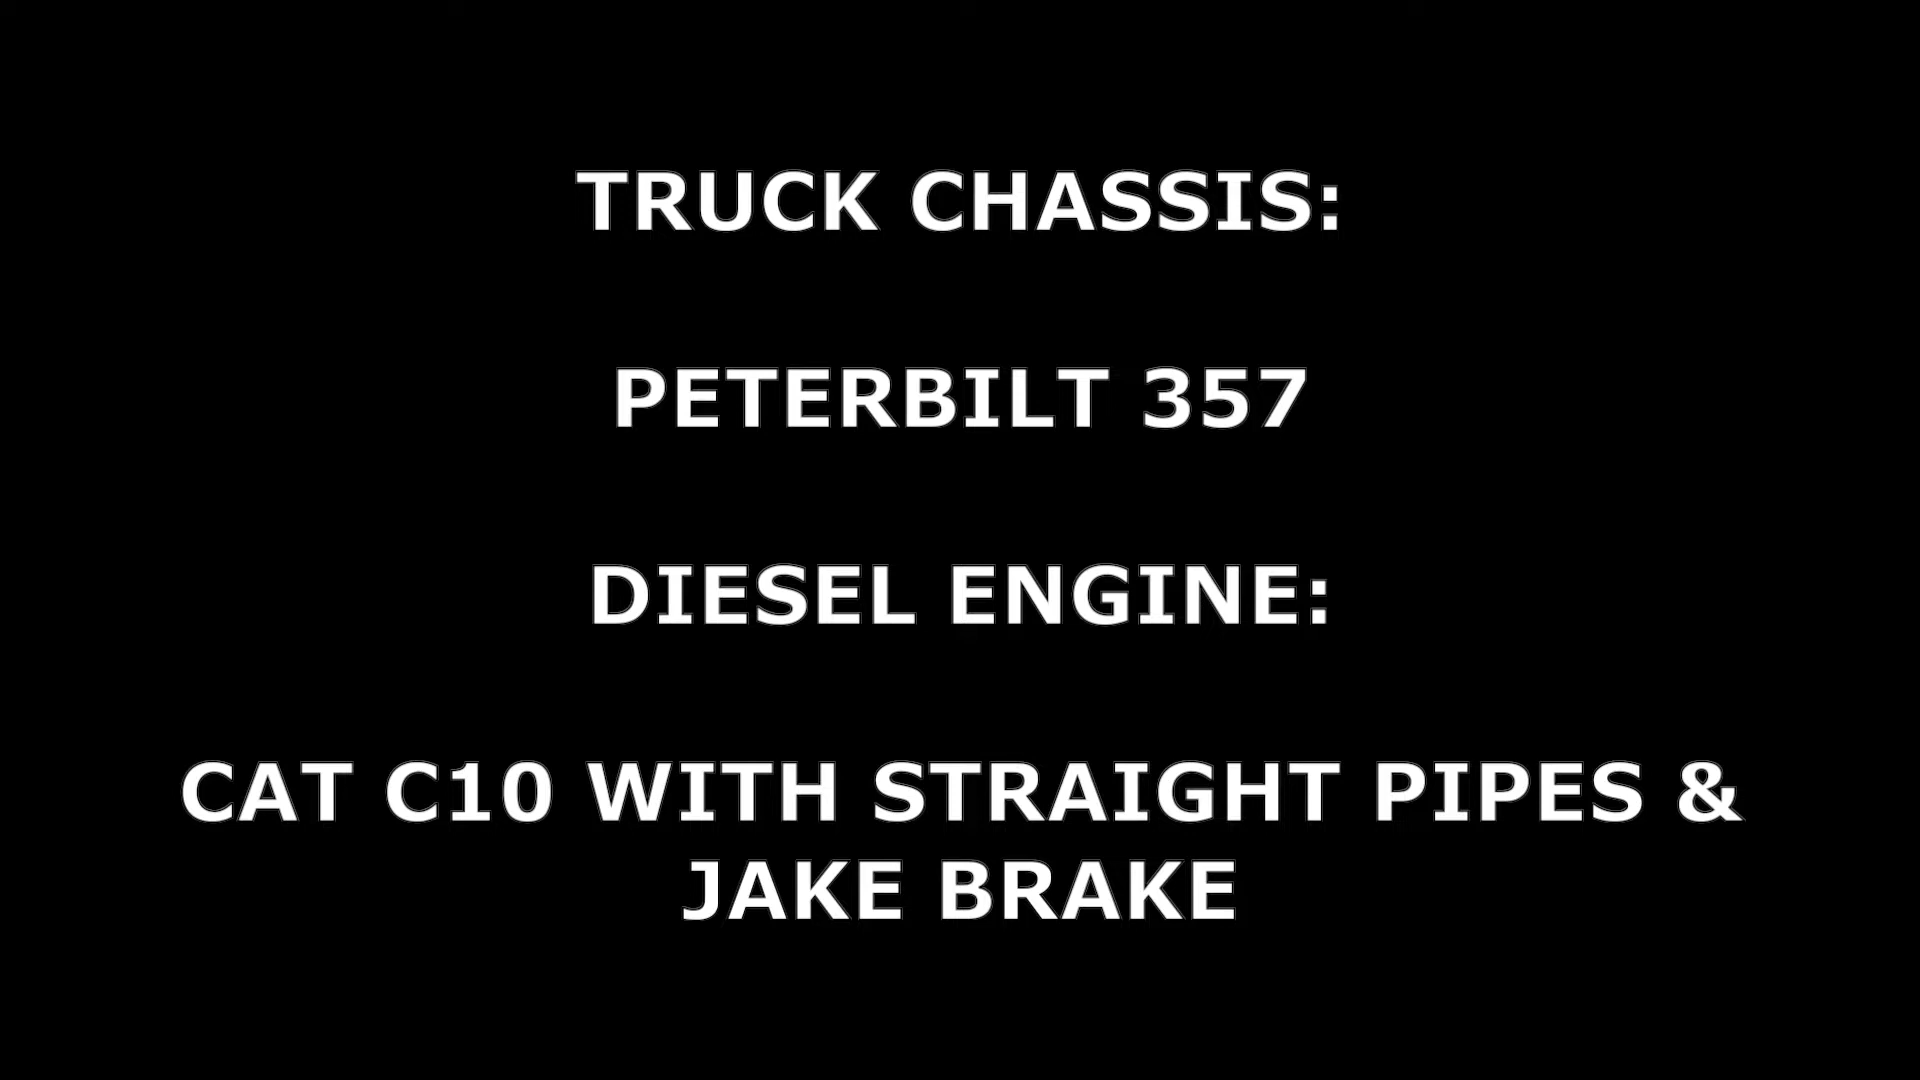 TRUCK CHASSIS:
PETERBILT 357
DIESEL ENGINE:
CAT C10 WITH STRAIGHT PIPES &
JAKE BRAKE